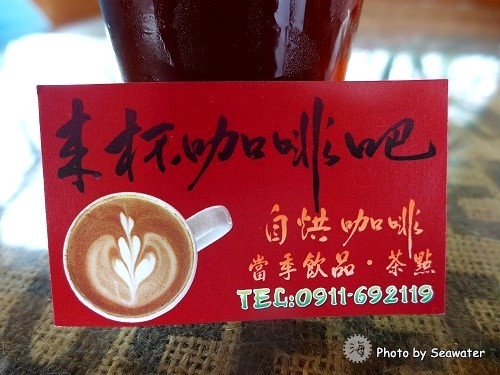 來杯咖啡吧
自烘咖啡
當季飲品·茶點
TEL:0911-692119
海 Photo by Seawater